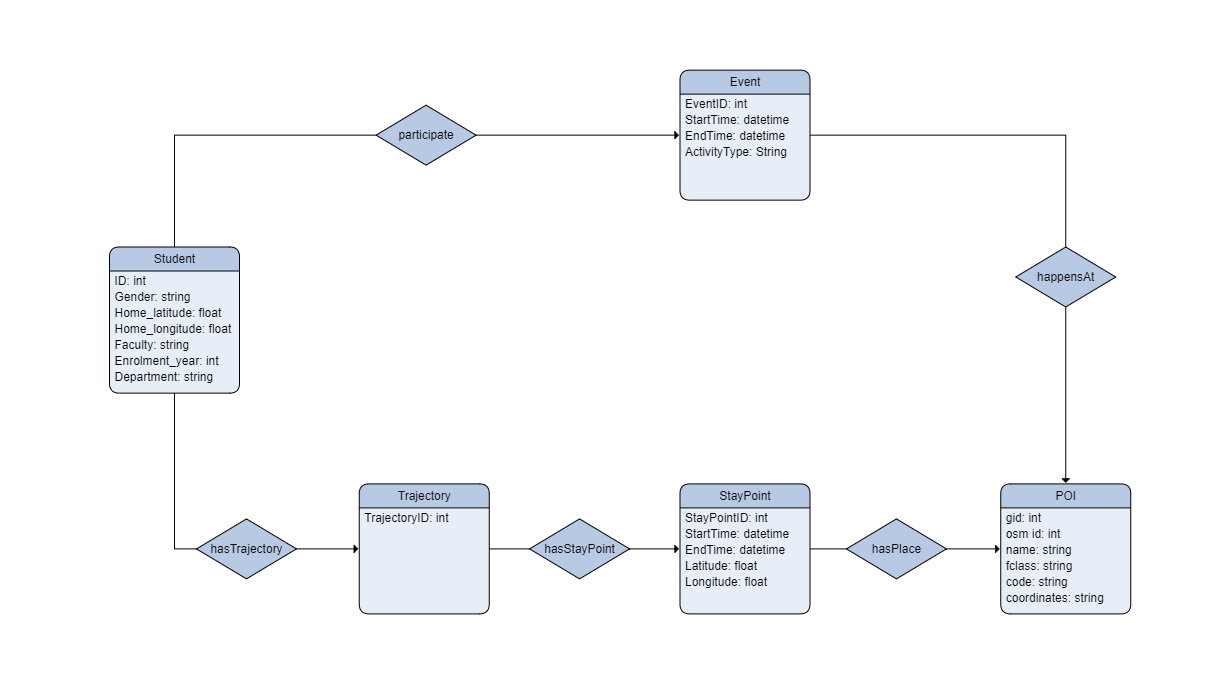 Event
EventID: int
StartTime: datetime
EndTime: datetime
ActivityType: String
participate
Student
ID: int
Gender: string
Home_latitude: float
Home_longitude: float
Faculty: string
Enrolment_year: int
Department: string
happensAt
hasTrajectory
Trajectory
TrajectoryID: int
hasStayPoint
StayPoint
StayPointID: int
StartTime: datetime
EndTime: datetime
Latitude: float
Longitude: float
hasPlace
POI
gid: int
osm id: int
name: string
fclass: string
code: string
coordinates: string